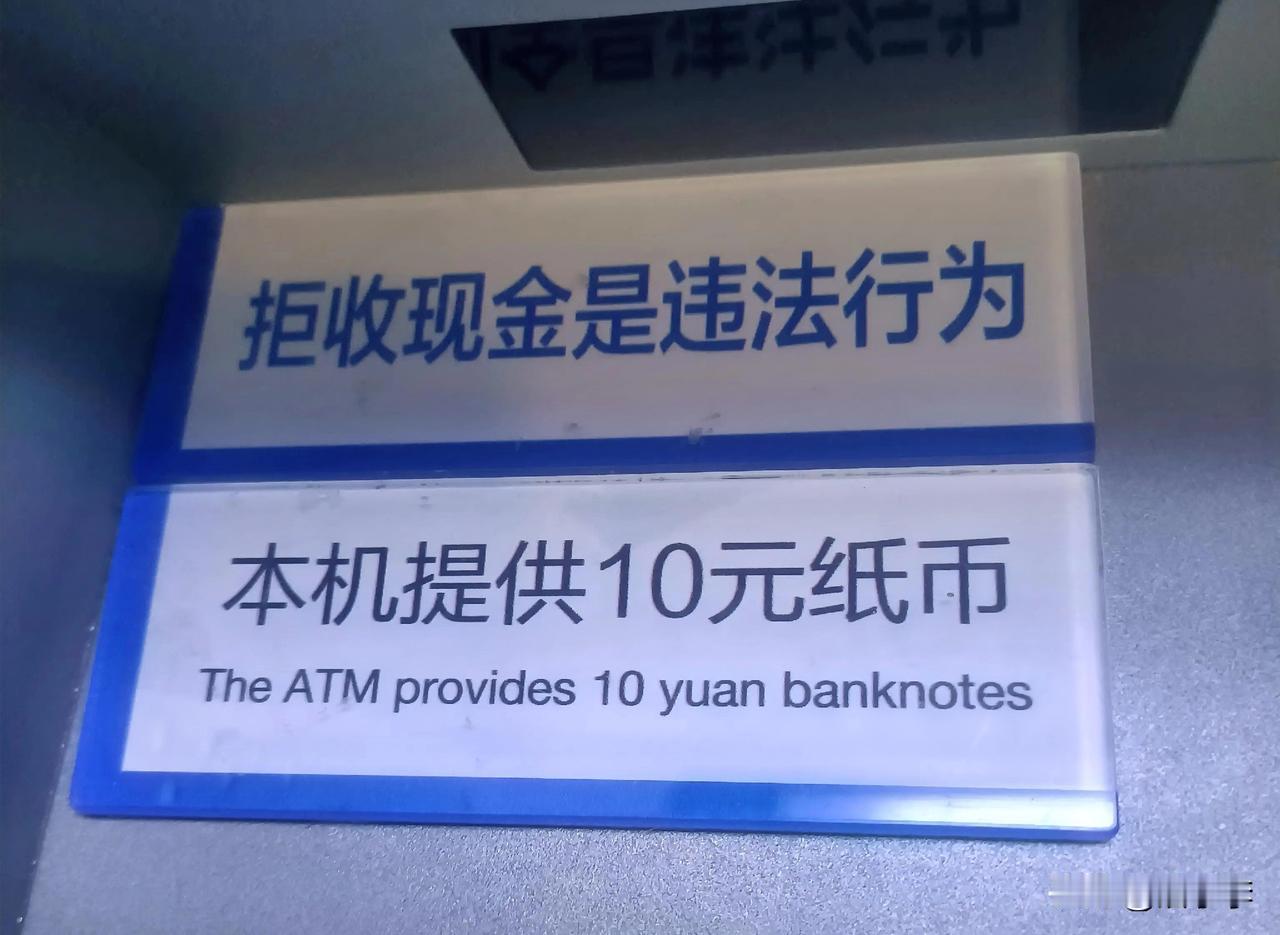 拒收现金是违法行为
本机提供10元纸币
The ATM provides 10 yuan banknotes